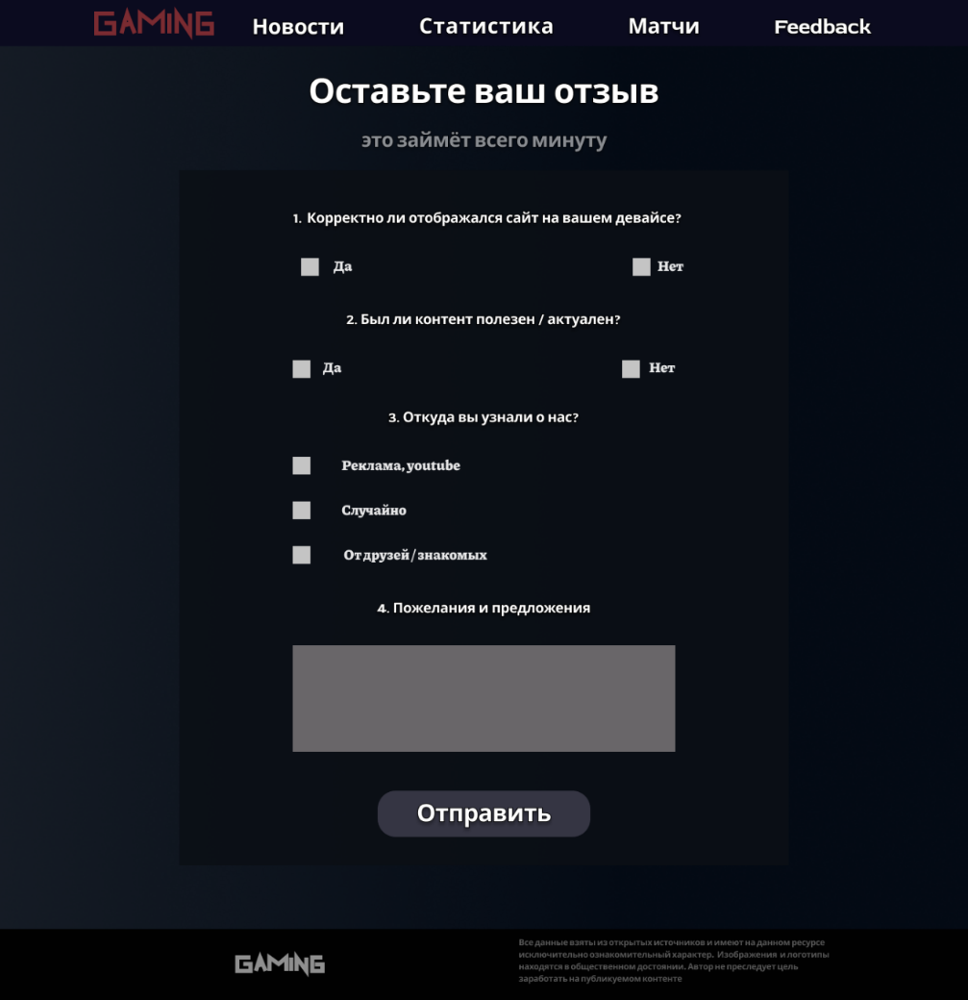 GAMING Новости Статистика Матчи Feedback
Оставьте ваш отзыв
это займёт всего минуту
1. Корректно ли отображался сайт на вашем девайсе?
Да Нет
2. Был ли контент полезен / актуален?
Да Нет
3. Откуда вы узнали о нас?
Реклама, youtube
Случайно
От друзей / знакомых
4. Пожелания и предложения
Отправить
GAMING
Все данные взяты из открытых источников и имеют на данном ресурсе
исключительно ознакомительный характер. Изображения и логотипы
находятся в общественном достоянии. Автор не преследует цель
заработать на публикуемом контенте